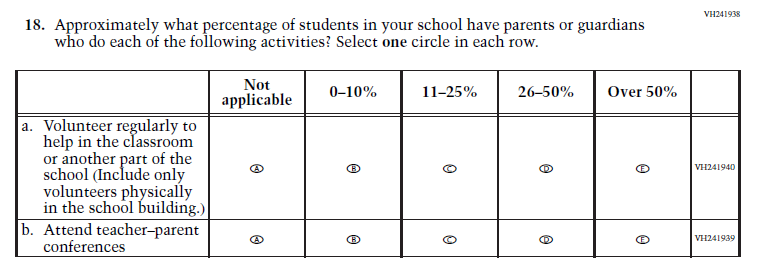 VH241938
18. Approximately what percentage of students in your school have parents or guardians
who do each of the following activities? Select one circle in each row.
Not
applicable
0–10%
11–25%
26–50%
Over 50%
a. Volunteer regularly to
help in the classroom
or another part of the
school (Include only
volunteers physically
in the school building.)
A B C D E VH241940
b. Attend teacher–parent
conferences
A B C D E VH241939